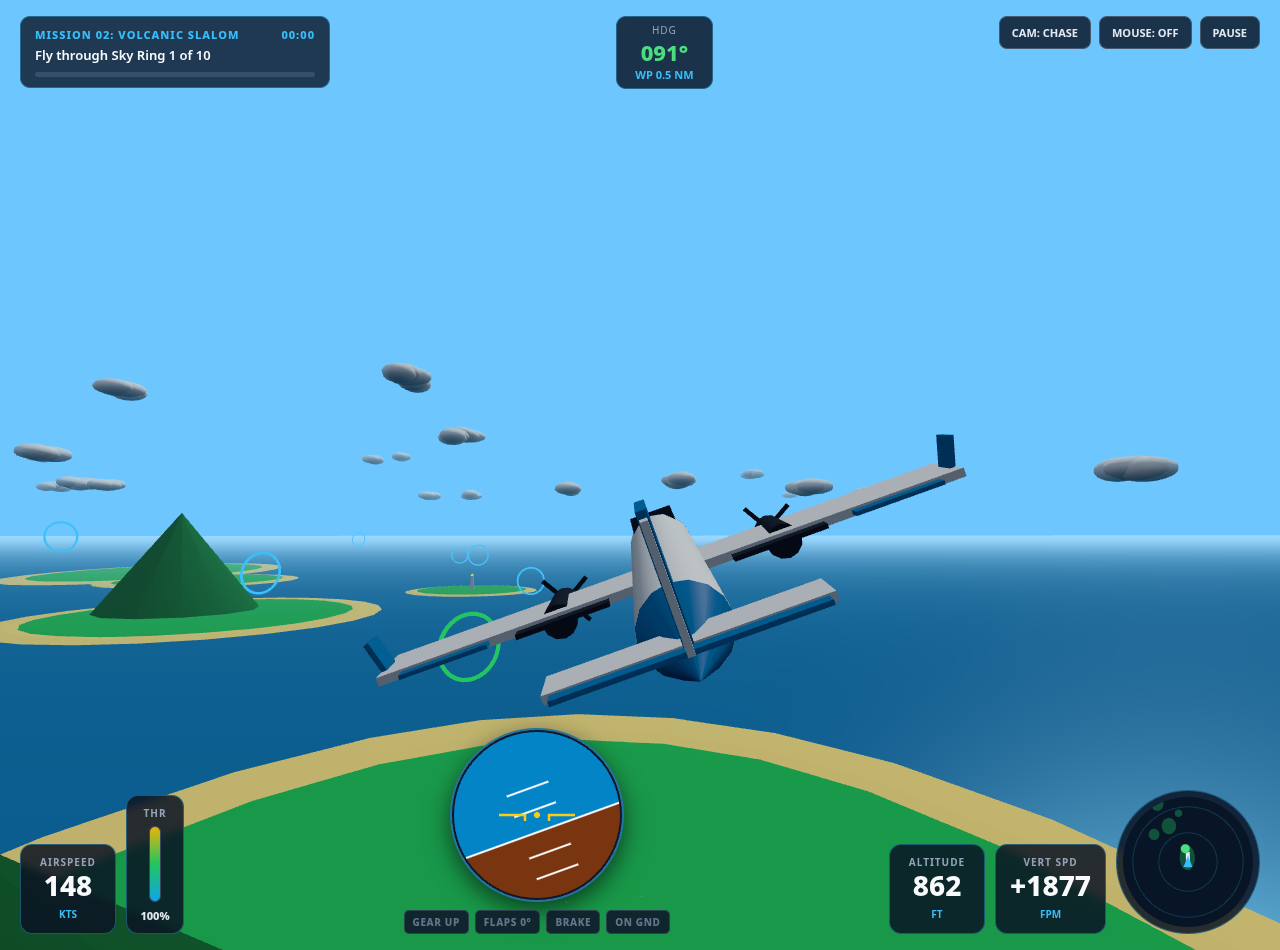 MISSION 02: VOLCANIC SLALOM 00:00
Fly through Sky Ring 1 of 10
HDG
091°
WP 0.5 NM
CAM: CHASE
MOUSE: OFF
PAUSE
THR
100%
AIRSPEED
148
KTS
GEAR UP
FLAPS 0°
BRAKE
ON GND
ALTITUDE
862
FT
VERT SPD
+1877
FPM